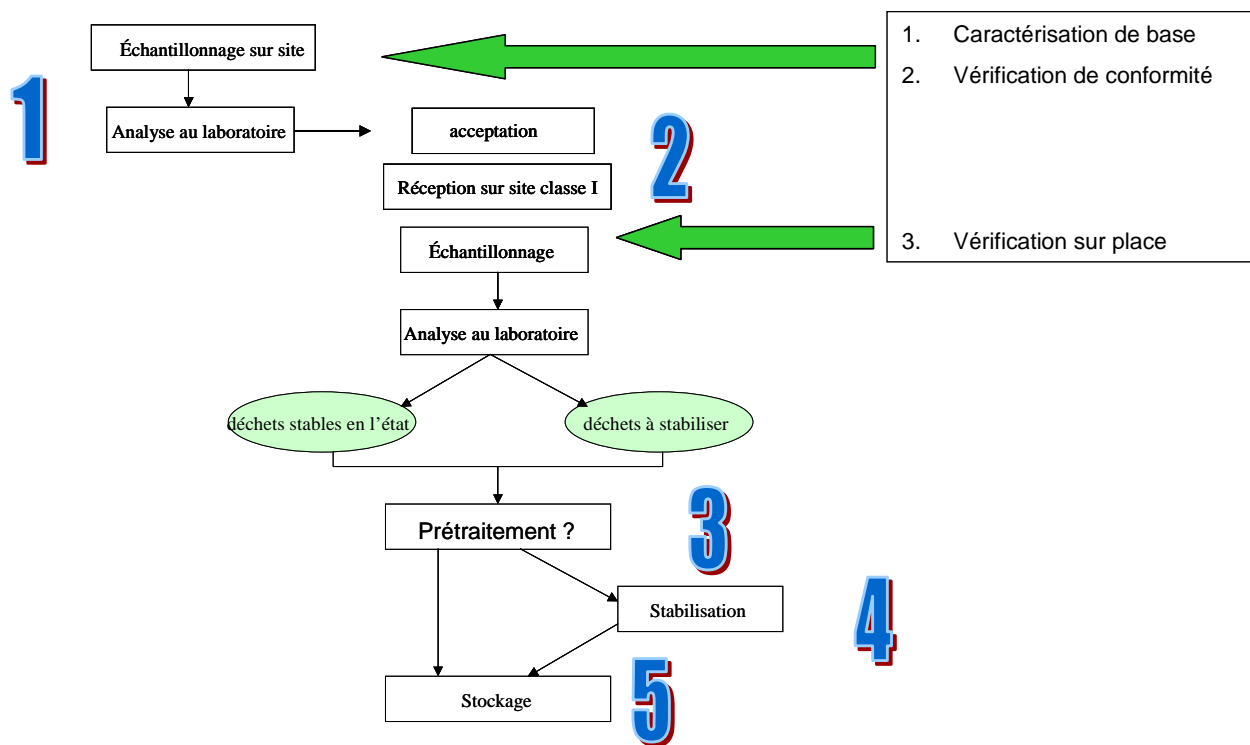 Échantillonnage sur site
1. Caractérisation de base
2. Vérification de conformité
1
Analyse au laboratoire
acceptation
2
Réception sur site classe I
3. Vérification sur place
Échantillonnage
Analyse au laboratoire
déchets stables en l'état
déchets à stabiliser
Prétraitement ?
3
Stabilisation
4
Stockage
5